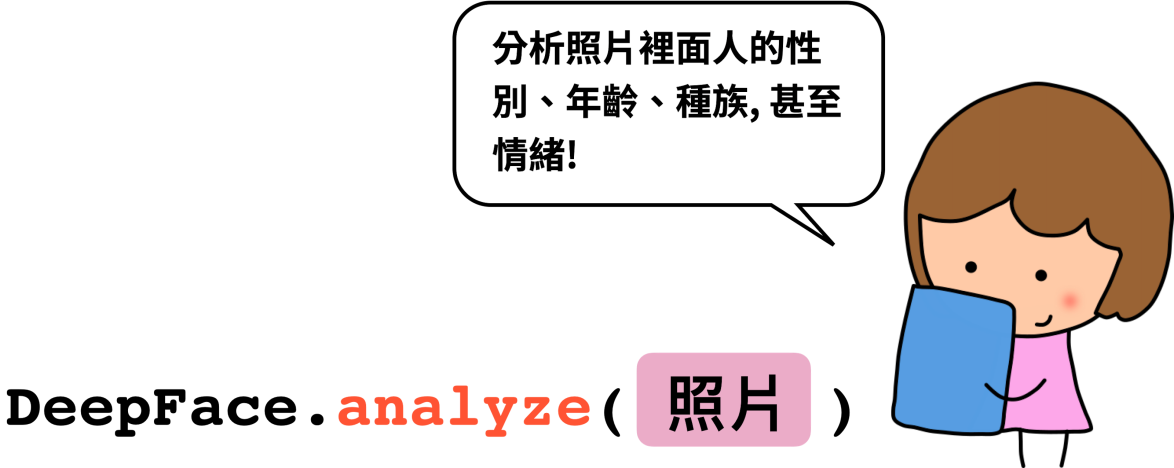 分析照片裡面人的性
別、年齡、種族, 甚至
情緒!
DeepFace.analyze( 照片 )